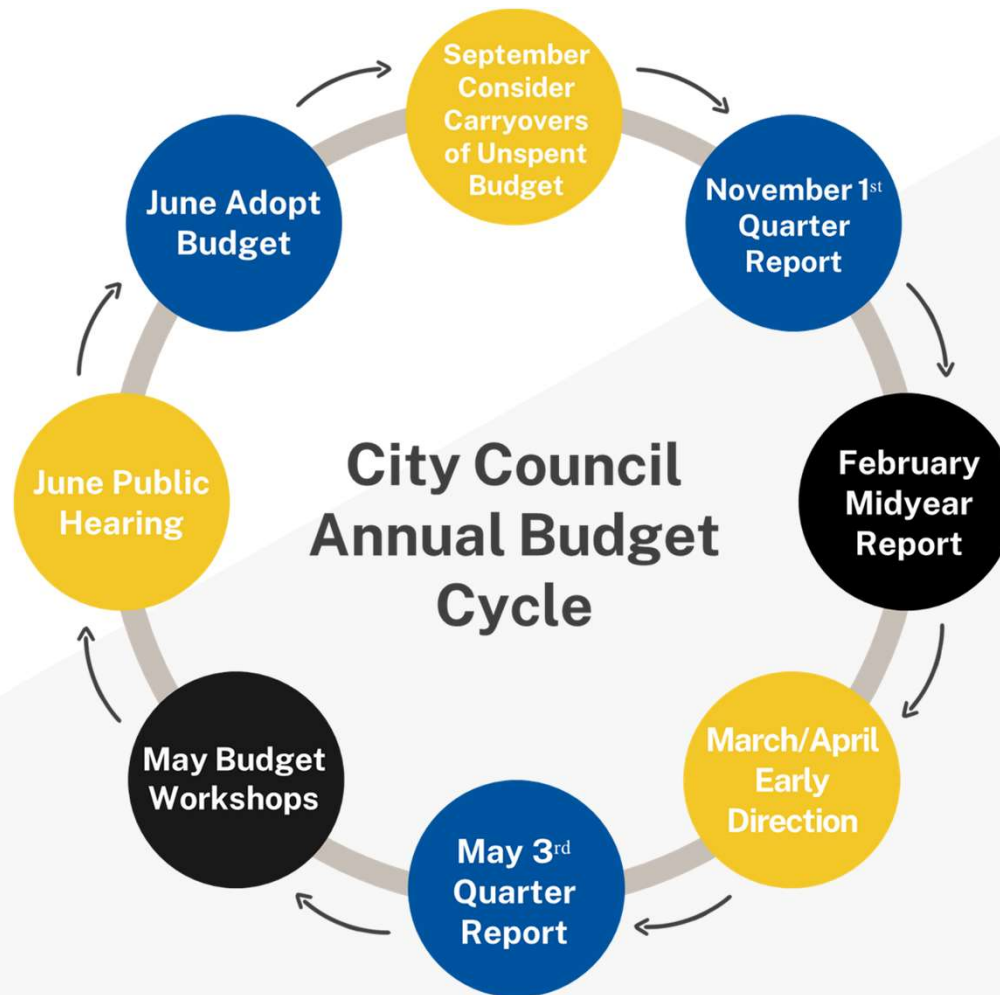 September
Consider
Carryovers
of Unspent
Budget
November 1st
Quarter
Report
February
Midyear
Report
March/April
Early
Direction
May 3rd
Quarter
Report
May Budget
Workshops
June Public
Hearing
June Adopt
Budget
City Council
Annual Budget
Cycle